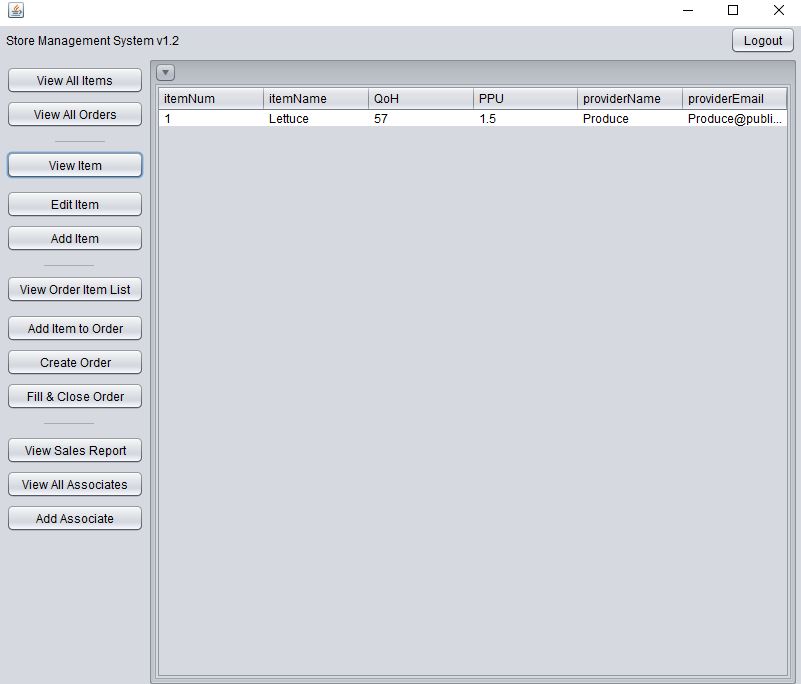 Store Management System v1.2
Logout
View All Items
View All Orders
View Item
Edit Item
Add Item
View Order Item List
Add Item to Order
Create Order
Fill & Close Order
View Sales Report
View All Associates
Add Associate
itemNum itemName QoH PPU providerName providerEmail
1 Lettuce 57 1.5 Produce Produce@publi...